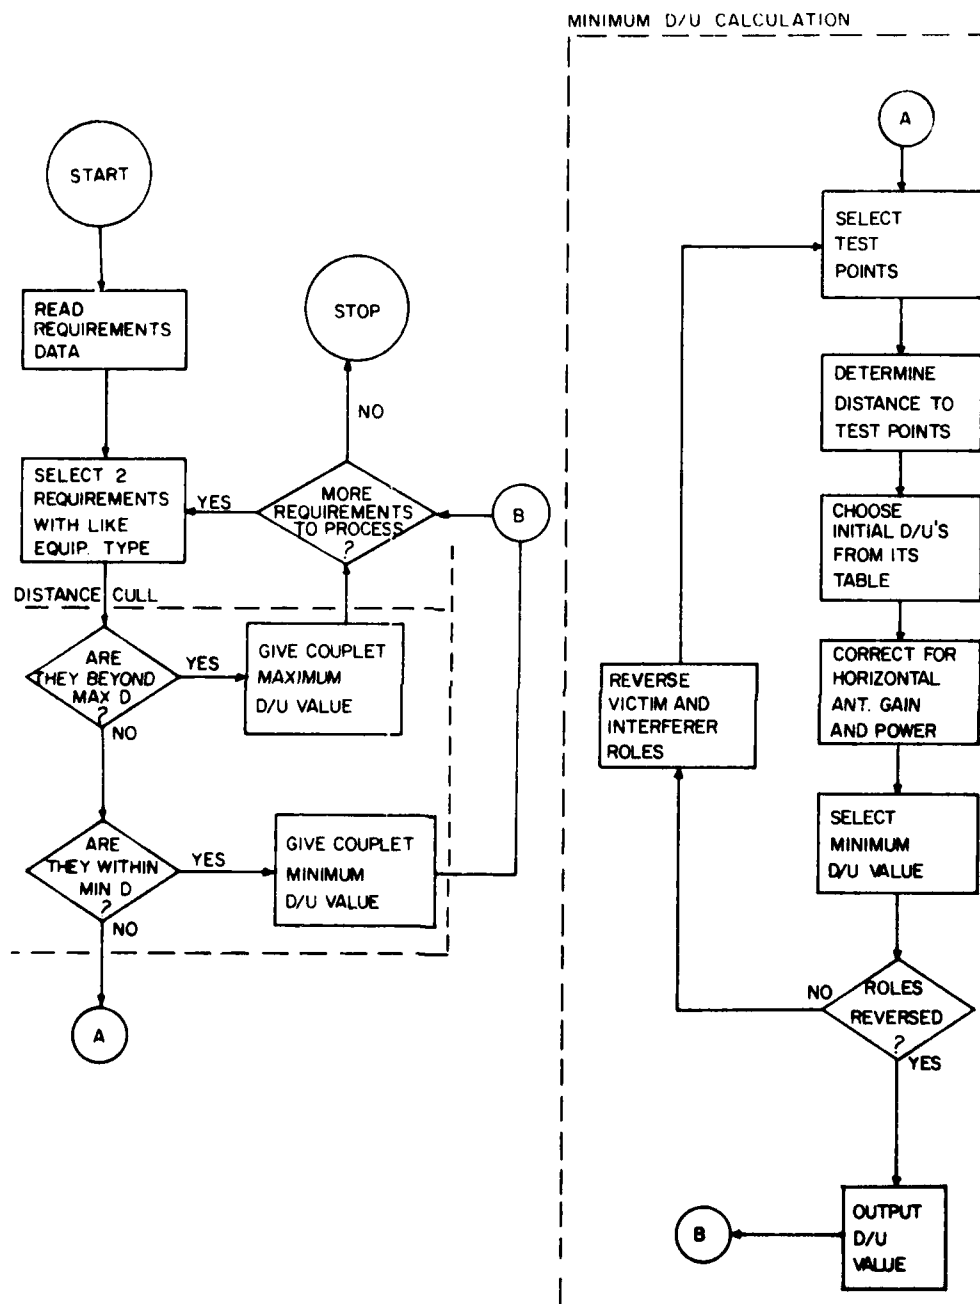 MINIMUM D/U CALCULATION
START
READ
REQUIREMENTS
DATA
STOP
NO
SELECT 2
REQUIREMENTS
WITH LIKE
EQUIP. TYPE
YES
MORE
REQUIREMENTS
TO PROCESS
?
B
DISTANCE CULL
ARE
THEY BEYOND
MAX D
?
YES
NO
GIVE COUPLET
MAXIMUM
D/U VALUE
ARE
THEY WITHIN
MIN D
?
YES
NO
GIVE COUPLET
MINIMUM
D/U VALUE
A
A
SELECT
TEST
POINTS
DETERMINE
DISTANCE TO
TEST POINTS
CHOOSE
INITIAL D/U'S
FROM ITS
TABLE
CORRECT FOR
HORIZONTAL
ANT. GAIN
AND POWER
REVERSE
VICTIM AND
INTERFERER
ROLES
SELECT
MINIMUM
D/U VALUE
NO
ROLES
REVERSED
?
YES
OUTPUT
D/U
VALUE
B